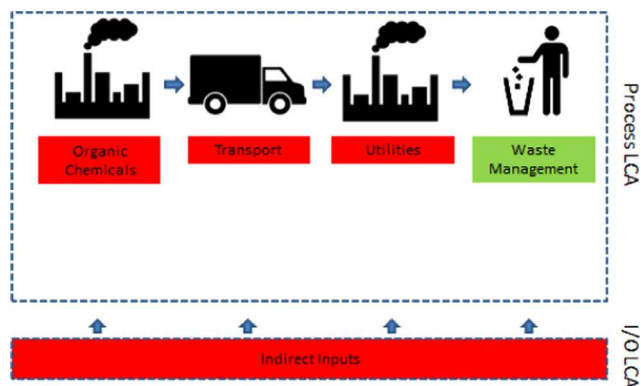 Organic
Chemicals
Transport
Utilities
Waste
Management
Process LCA
Indirect Inputs
I/O LCA